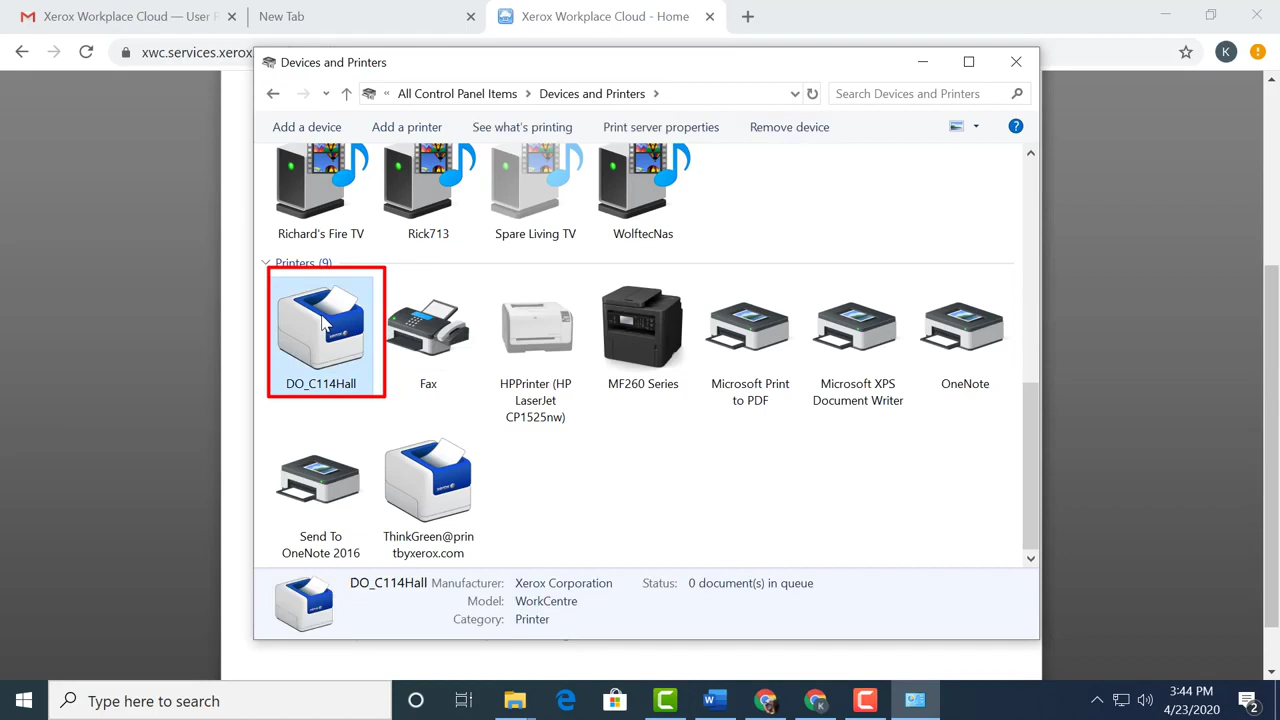 Xerox Workplace Cloud — User R
New Tab
Xerox Workplace Cloud - Home
xwc.services.xerox
K
Devices and Printers
« All Control Panel Items > Devices and Printers >
Search Devices and Printers
Add a device
Add a printer
See what's printing
Print server properties
Remove device
Richard's Fire TV
Rick713
Spare Living TV
WolftecNas
Printers (9)
DO_C114Hall
Fax
HPPrinter (HP
LaserJet
CP1525nw)
MF260 Series
Microsoft Print
to PDF
Microsoft XPS
Document Writer
OneNote
Send To
OneNote 2016
ThinkGreen@prin
tbyxerox.com
DO_C114Hall Manufacturer: Xerox Corporation Status: 0 document(s) in queue
Model: WorkCentre
Category: Printer
Type here to search
3:44 PM
4/23/2020
2